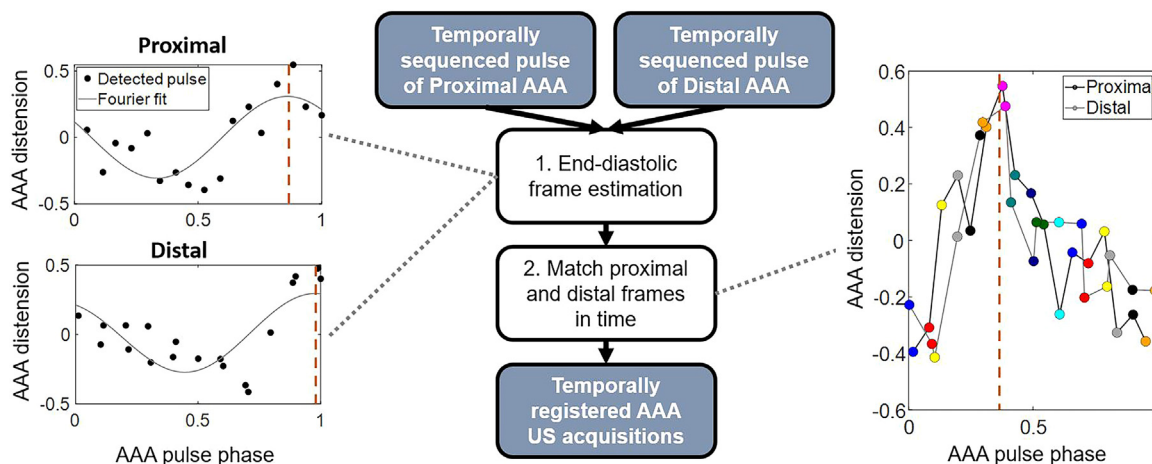 Proximal
0.5
Detected pulse
Fourier fit
0
-0.5
0
0.5
1
AAA distension
Distal
0.5
0
-0.5
0
0.5
1
AAA distension
AAA pulse phase
Temporally
sequenced pulse
of Proximal AAA
Temporally
sequenced pulse
of Distal AAA
1. End-diastolic
frame estimation
2. Match proximal
and distal frames
in time
Temporally
registered AAA
US acquisitions
0.6
0.4
0.2
0
-0.2
-0.4
-0.6
0
0.5
Proximal
Distal
AAA distension
AAA pulse phase